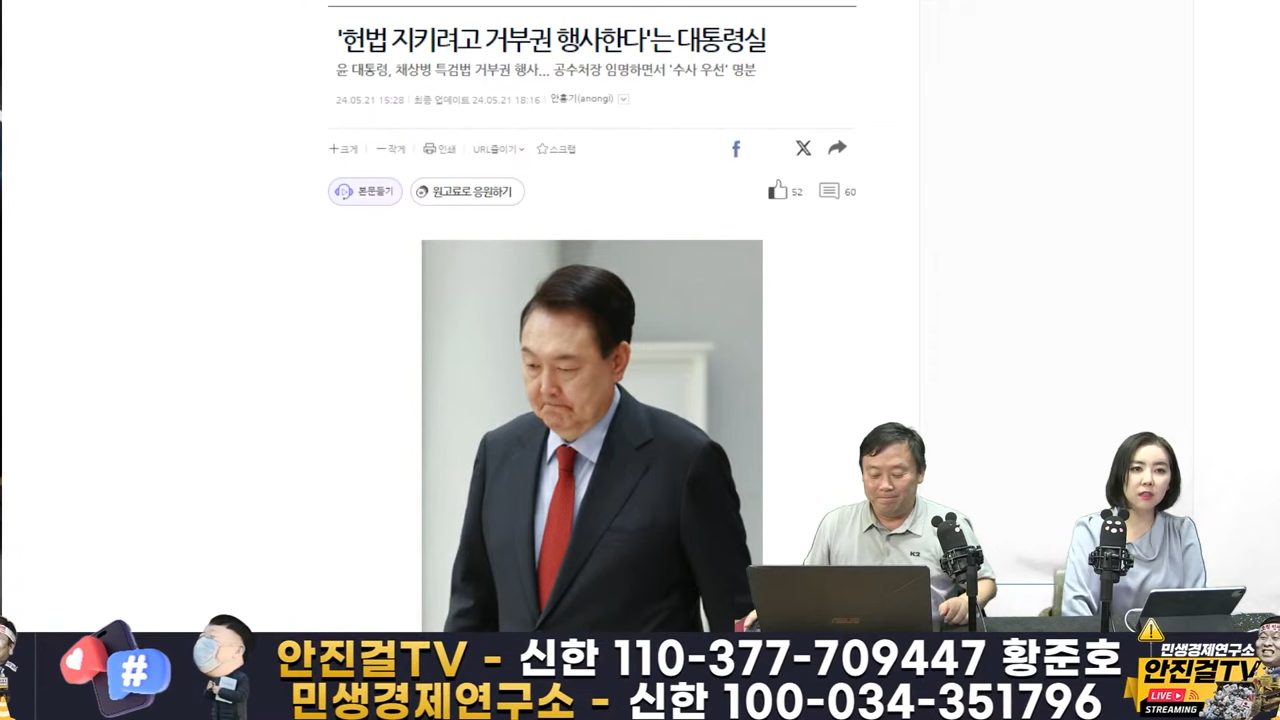 '헌법 지키려고 거부권 행사한다'는 대통령실
윤 대통령, 채상병 특검법 거부권 행사... 공수처장 임명하면서 '수사 우선' 명분
24.05.21 15:28 | 최종 업데이트 24.05.21 18:16 | 안홍기(anongi)
+크게 | −작게 | 인쇄 | URL줄이기 | 스크랩
본문듣기 원고료로 응원하기 52 60
K2
ASUS
#
안진걸TV - 신한 110-377-709447 황준호
민생경제연구소 - 신한 100-034-351796
민생경제연구소
안진걸TV
LIVE
STREAMING